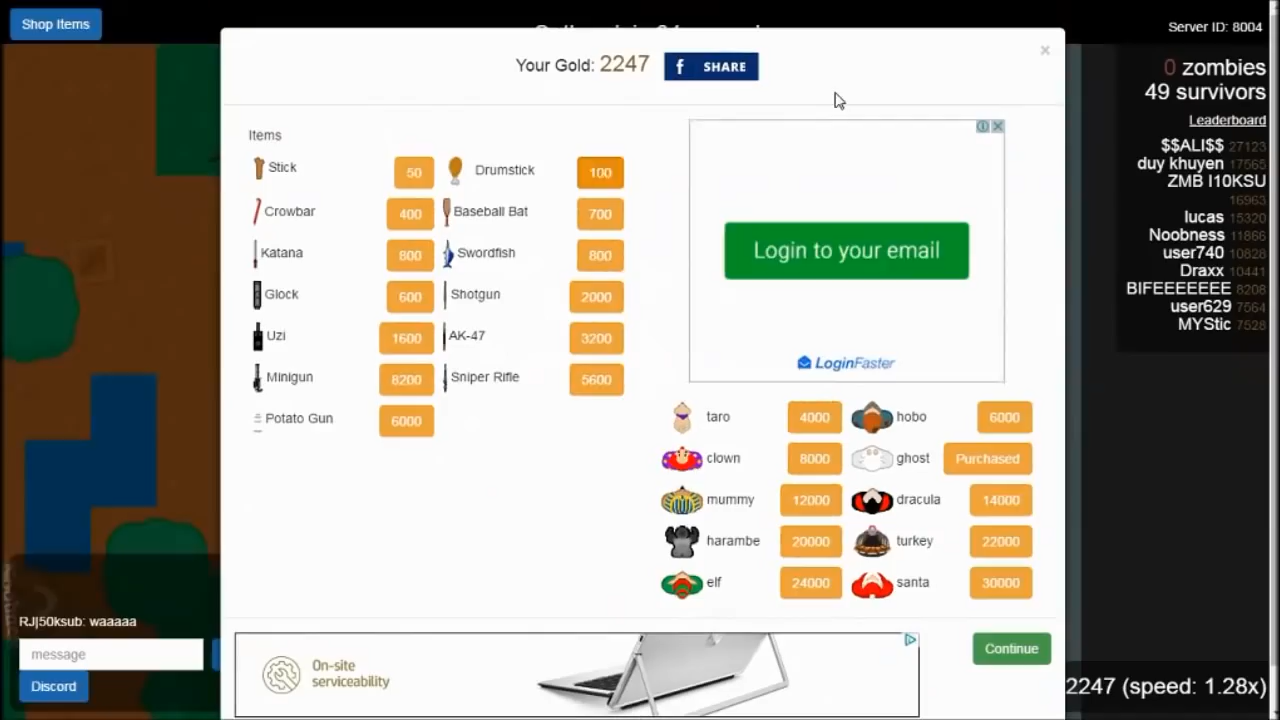 Shop Items
Server ID: 8004
Your Gold: 2247
f SHARE
×
0 zombies
49 survivors
Leaderboard
$$ALI$$ 27123
duy khuyen 17565
ZMB I10KSU
16963
lucas 15320
Noobness 11866
user740 10828
Draxx 10441
BIFEEEEEEE 8208
user629 7564
MYStic 7528
Items
Stick 50 Drumstick 100
Crowbar 400 Baseball Bat 700
Katana 800 Swordfish 800
Glock 600 Shotgun 2000
Uzi 1600 AK-47 3200
Minigun 8200 Sniper Rifle 5600
Potato Gun 6000
Login to your email
LoginFaster
taro 4000 hobo 6000
clown 8000 ghost Purchased
mummy 12000 dracula 14000
harambe 20000 turkey 22000
elf 24000 santa 30000
RJ|50ksub: waaaaa
message
Discord
On-site
serviceability
Continue
2247 (speed: 1.28x)